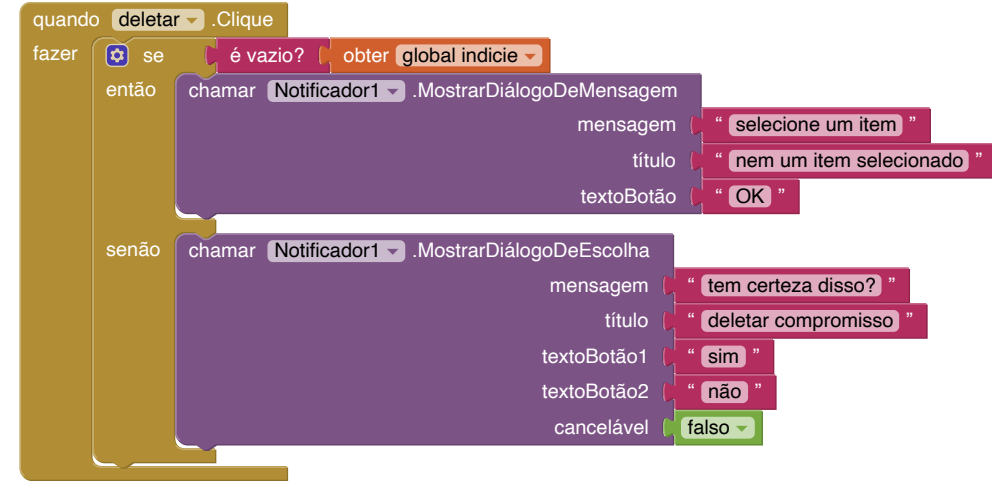 quando deletar .Clique
fazer se é vazio? obter global indicie
então chamar Notificador1 .MostrarDiálogoDeMensagem
mensagem “ selecione um item ”
título “ nem um item selecionado ”
textoBotão “ OK ”
senão chamar Notificador1 .MostrarDiálogoDeEscolha
mensagem “ tem certeza disso? ”
título “ deletar compromisso ”
textoBotão1 “ sim ”
textoBotão2 “ não ”
cancelável falso